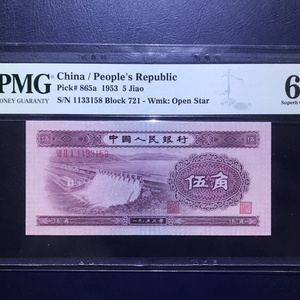 PMG
MONEY GUARANTY
China / People's Republic
Pick# 865a 1953 5 Jiao
S/N 1133158 Block 721 - Wmk: Open Star
6
Superb
中国人民银行
1133158
伍角